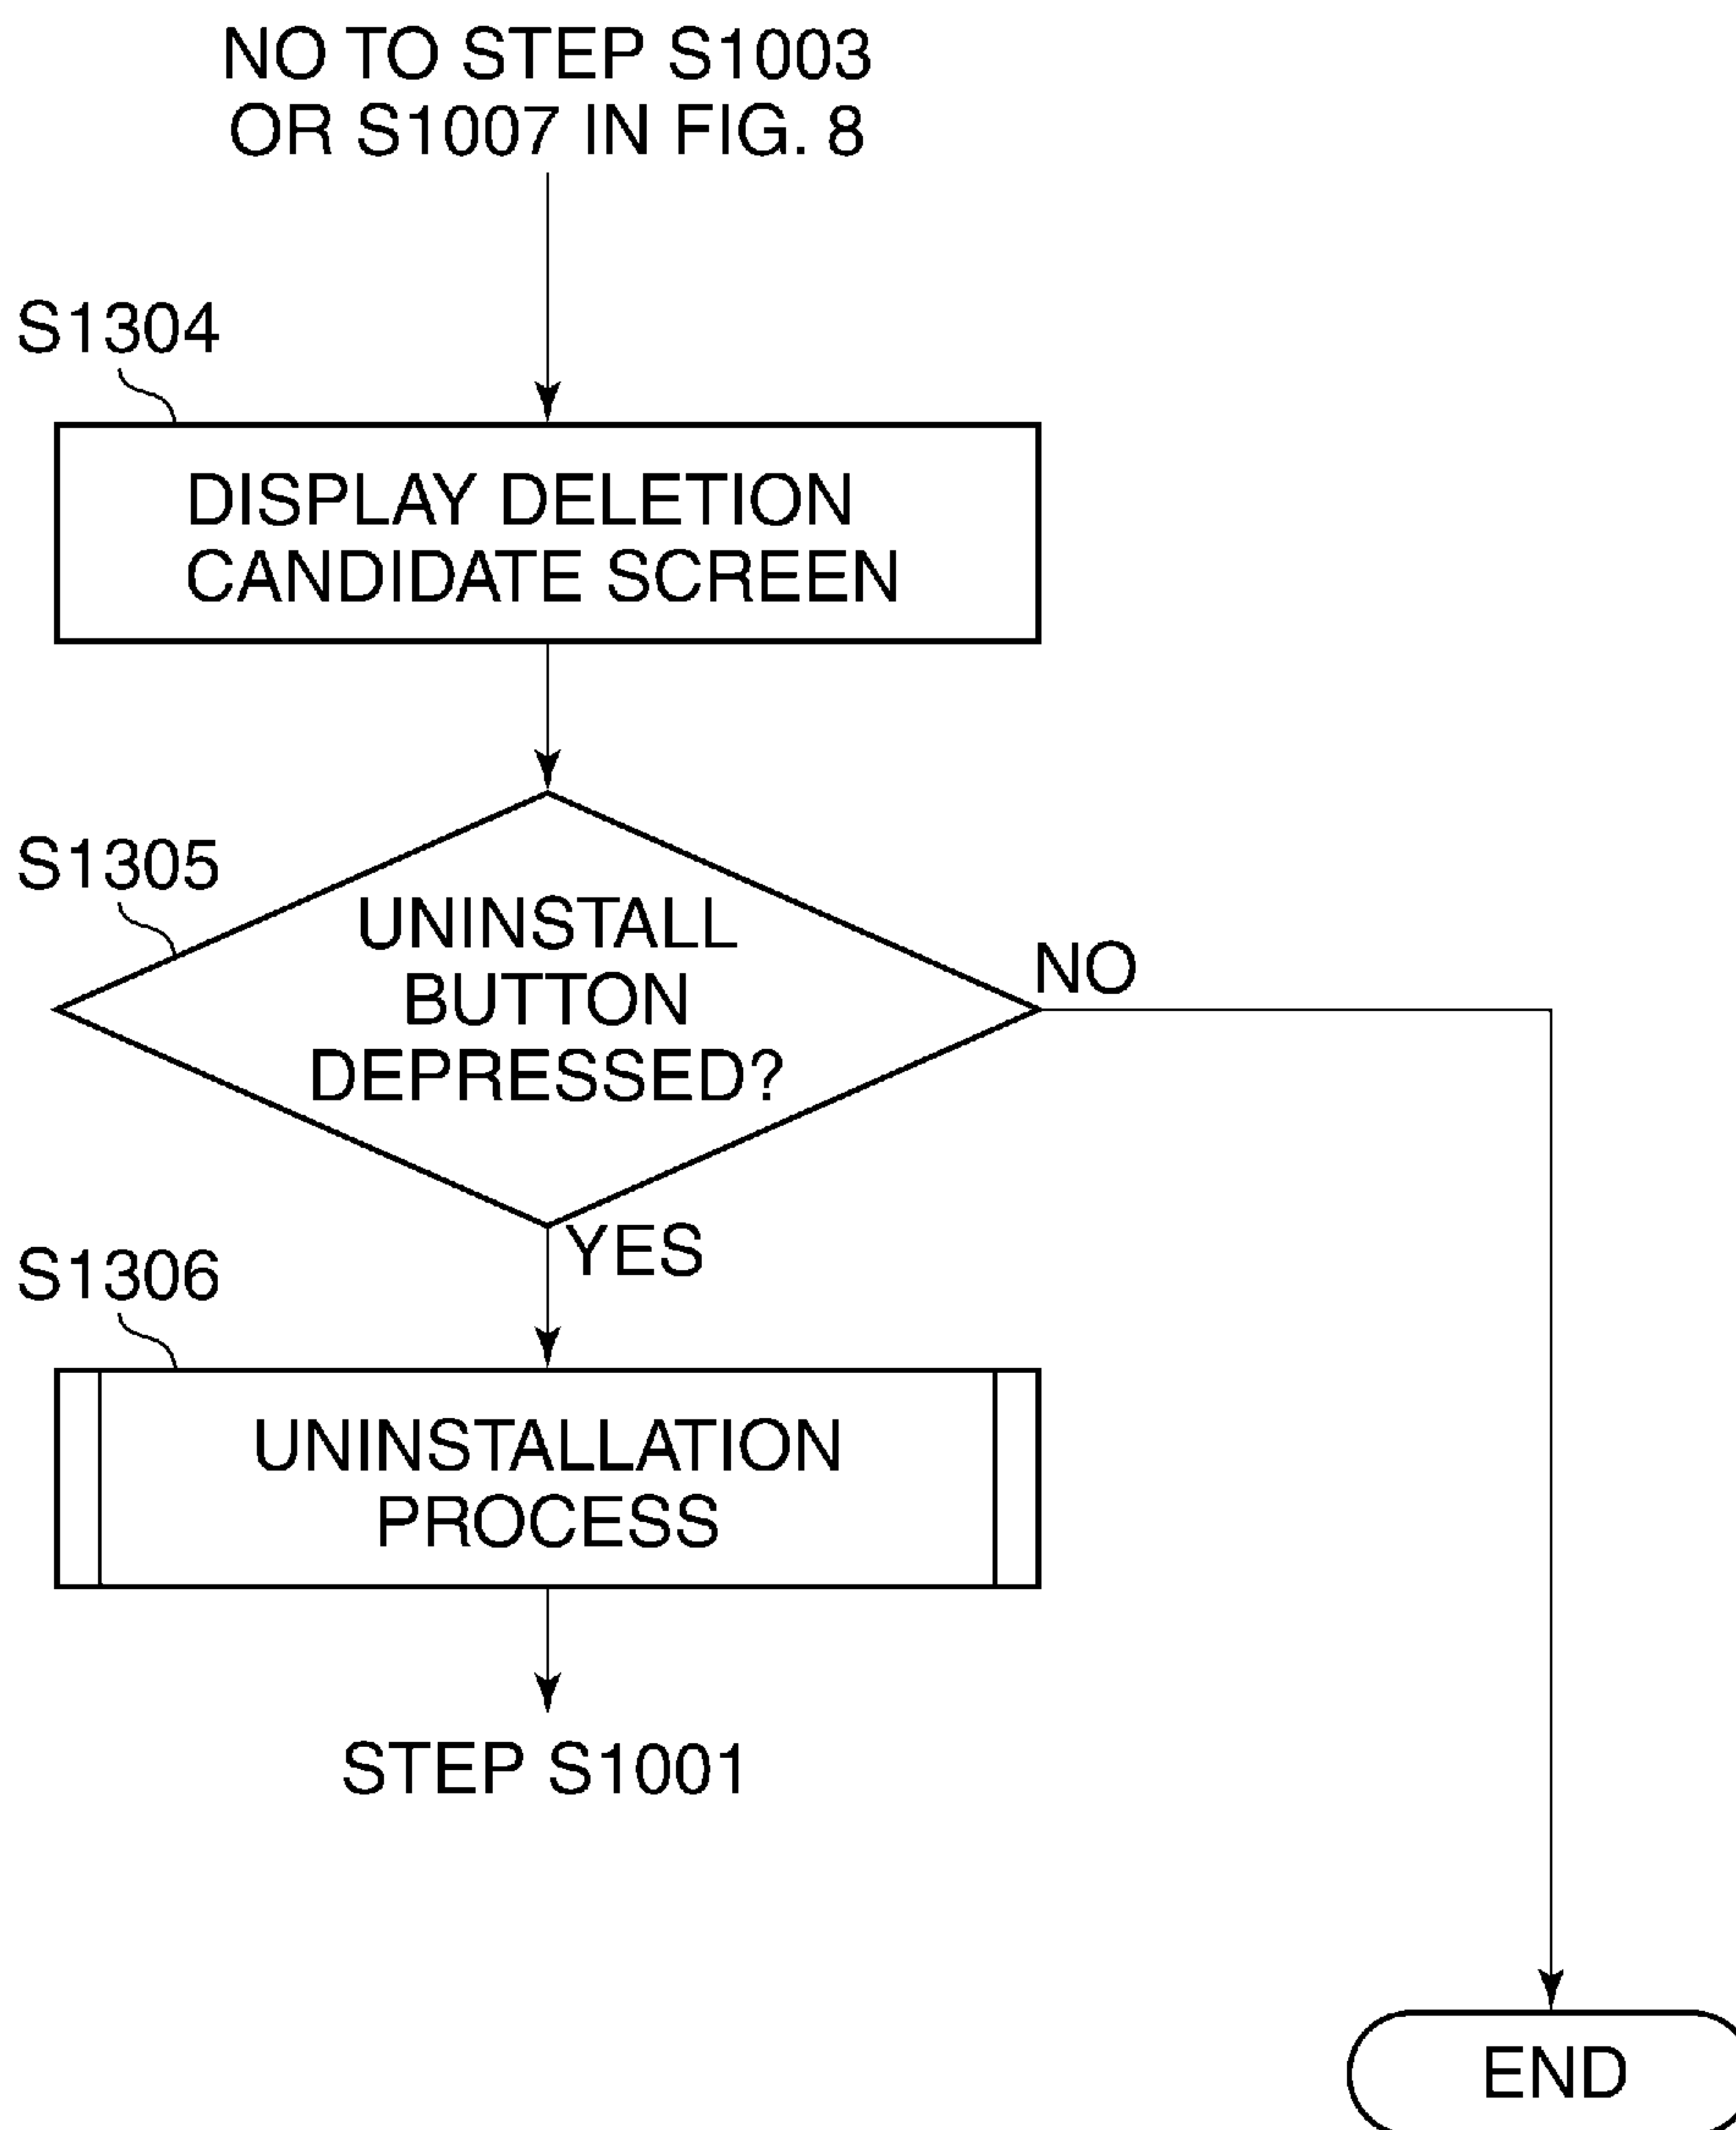 NO TO STEP S1003
OR S1007 IN FIG. 8
S1304
DISPLAY DELETION
CANDIDATE SCREEN
S1305
UNINSTALL
BUTTON
DEPRESSED?
NO
YES
S1306
UNINSTALLATION
PROCESS
STEP S1001
END